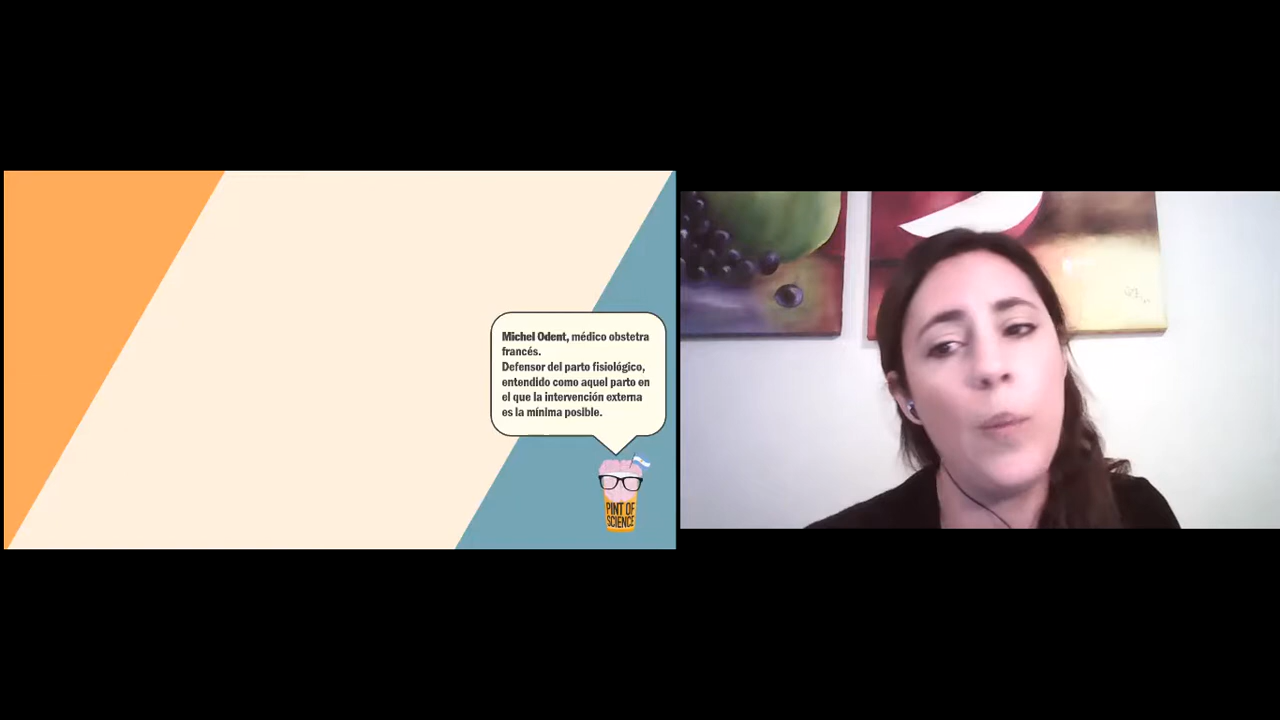 Michel Odent, médico obstetra
francés.
Defensor del parto fisiológico,
entendido como aquel parto en
el que la intervención externa
es la mínima posible.
PINT OF
SCIENCE